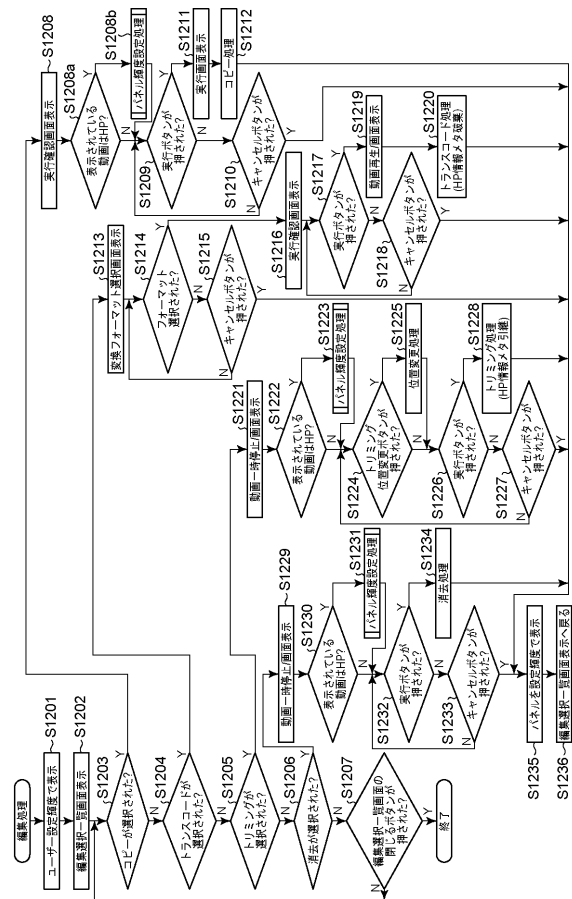 編集処理
S1201
ユーザー設定輝度で表示
S1202
編集選択一覧画面表示
S1203
コピーが選択された?
Y
N
S1204
トランスコードが
選択された?
Y
N
S1205
トリミングが
選択された?
Y
N
S1206
消去が選択された?
Y
N
S1207
編集選択一覧画面の
閉じるボタンが
押された?
N
Y
終了
S1208
実行確認画面表示
S1208a
表示されている
動画はHP?
Y
N
S1208b
パネル輝度設定処理
S1209
実行ボタンが
押された?
Y
N
S1211
実行画面表示
S1212
コピー処理
S1210
キャンセルボタンが
押された?
N
Y
S1213
変換フォーマット選択画面表示
S1214
フォーマット
選択された?
Y
N
S1215
キャンセルボタンが
押された?
N
Y
S1216
実行確認画面表示
S1217
実行ボタンが
押された?
Y
N
S1219
動画再生/画面表示
S1220
トランスコード処理
(HP情報メタ破棄)
S1218
キャンセルボタンが
押された?
N
Y
S1221
動画一時停止/画面表示
S1222
表示されている
動画はHP?
Y
N
S1223
パネル輝度設定処理
S1224
トリミング
位置変更ボタンが
押された?
Y
N
S1225
位置変更処理
S1226
実行ボタンが
押された?
Y
N
S1228
トリミング処理
(HP情報メタ引継)
S1227
キャンセルボタンが
押された?
N
Y
S1229
動画一時停止/画面表示
S1230
表示されている
動画はHP?
Y
N
S1231
パネル輝度設定処理
S1232
実行ボタンが
押された?
Y
N
S1234
消去処理
S1233
キャンセルボタンが
押された?
N
Y
S1235
パネルを設定輝度で表示
S1236
編集選択一覧画面表示へ戻る